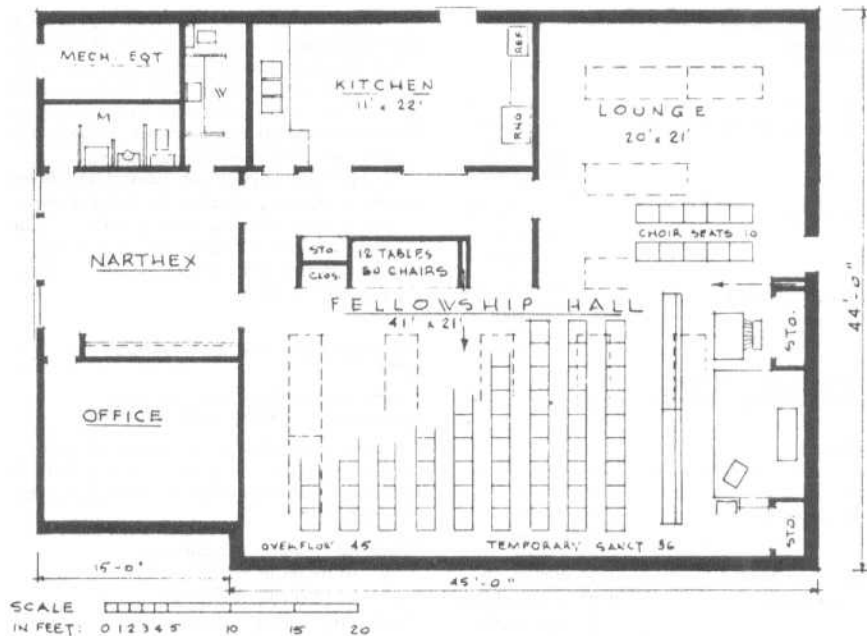 MECH. EQT
W
M
KITCHEN
11' x 22'
REF
RNG
LOUNGE
20' x 21'
CHOIR SEATS 10
NARTHEX
STO.
CLOS.
12 TABLES
60 CHAIRS
FELLOWSHIP HALL
41' x 21'
STO.
OFFICE
STO.
OVERFLOW 45
TEMPORARY SANCT 96
44'-0"
15-0"
45'-0"
SCALE
IN FEET: 0 1 2 3 4 5 10 15 20